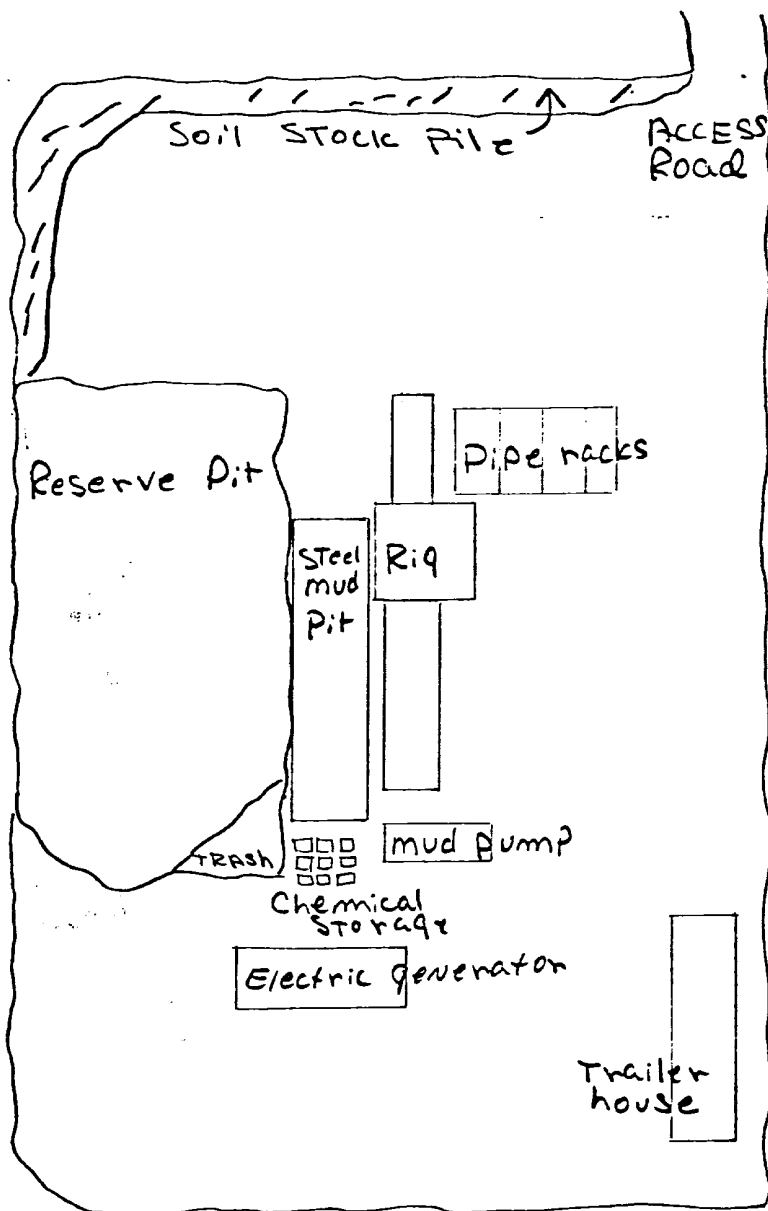 Soil STOCK PilE
ACCESS
Road
Reserve Pit
Pipe racks
STeel
mud
Pit
Rig
TRASH
mud pump
Chemical
STOrage
Electric generator
Trailer
house